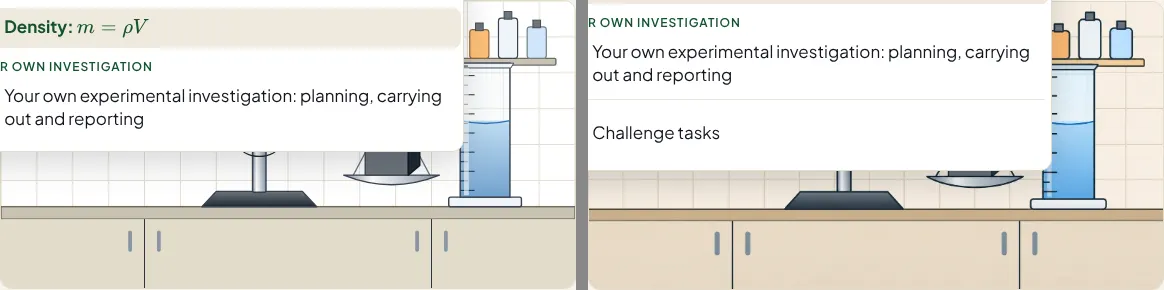 Density: m = ρV
R OWN INVESTIGATION
Your own experimental investigation: planning, carrying
out and reporting
R OWN INVESTIGATION
Your own experimental investigation: planning, carrying
out and reporting
Challenge tasks